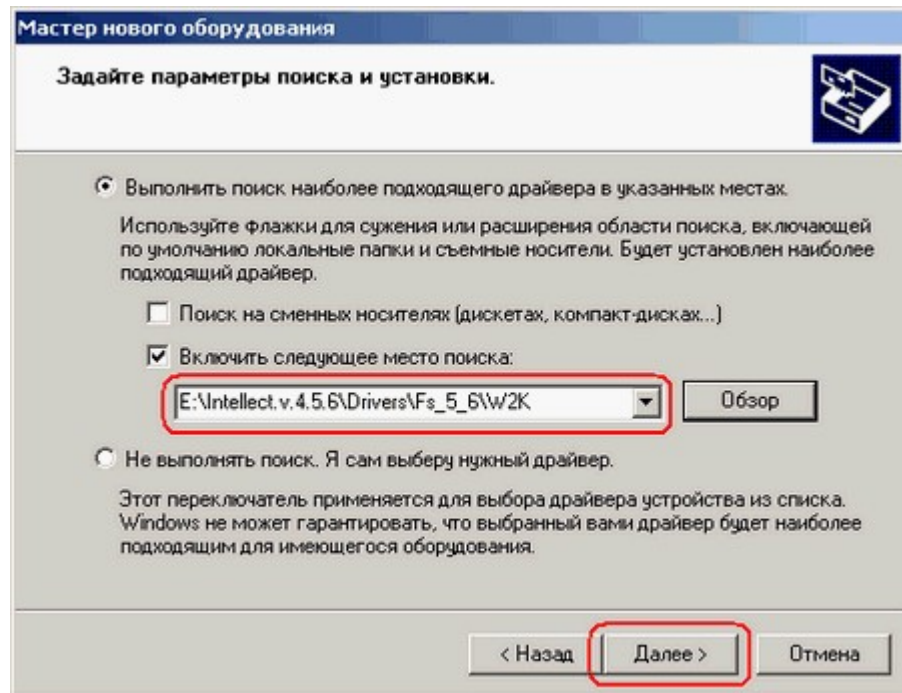 Мастер нового оборудования
Задайте параметры поиска и установки.
Выполнить поиск наиболее подходящего драйвера в указанных местах.
Используйте флажки для сужения или расширения области поиска, включающей
по умолчанию локальные папки и съемные носители. Будет установлен наиболее
подходящий драйвер.
Поиск на сменных носителях (дискетах, компакт-дисках...)
Включить следующее место поиска:
E:\Intellect.v.4.5.6\Drivers\Fs_5_6\W2K
Обзор
Не выполнять поиск. Я сам выберу нужный драйвер.
Этот переключатель применяется для выбора драйвера устройства из списка.
Windows не может гарантировать, что выбранный вами драйвер будет наиболее
подходящим для имеющегося оборудования.
< Назад Далее > Отмена